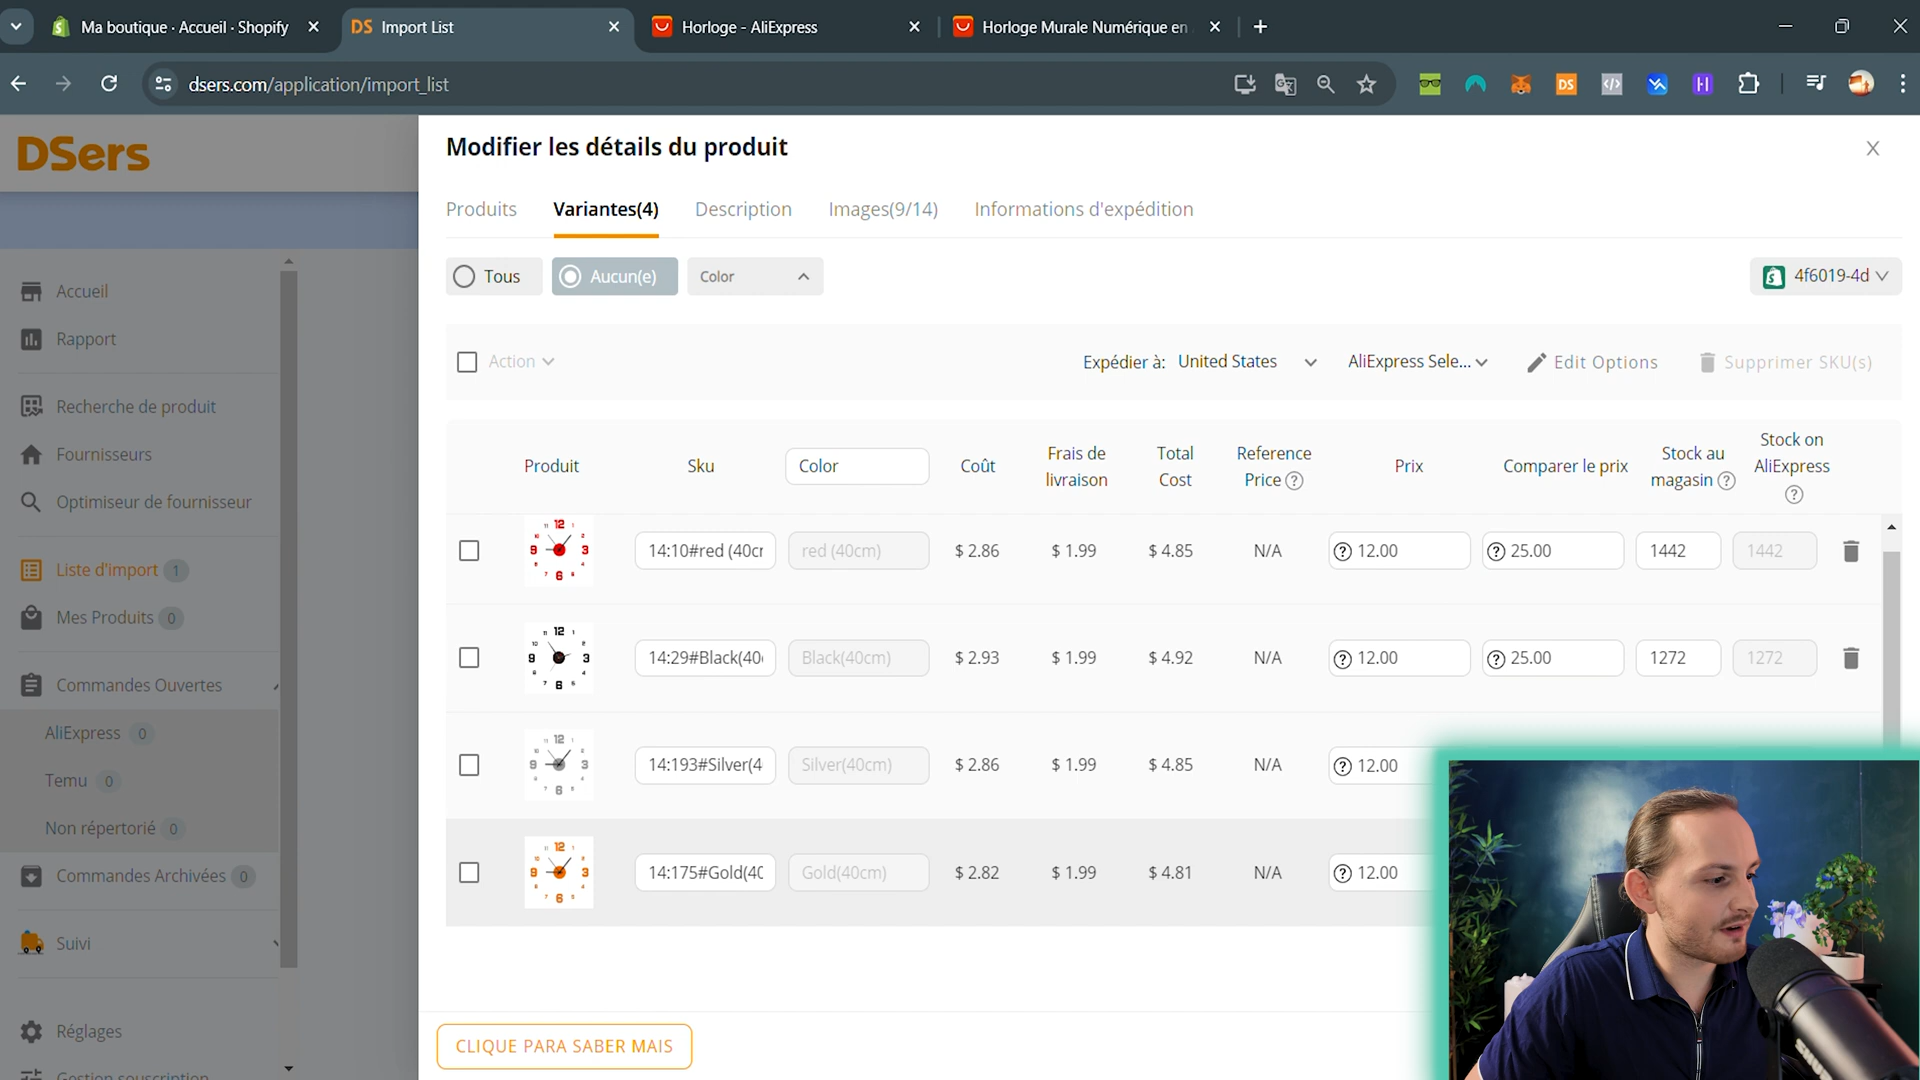 Ma boutique · Accueil · Shopify
DS Import List
Horloge - AliExpress
Horloge Murale Numérique en
dsers.com/application/import_list
DSers
Modifier les détails du produit
Produits
Variantes(4)
Description
Images(9/14)
Informations d'expédition
Tous
Aucun(e)
Color
4f6019-4d
Action
Expédier à: United States
AliExpress Sele...
Edit Options
Supprimer SKU(s)
Produit
Sku
Color
Coût
Frais de livraison
Total Cost
Reference Price
Prix
Comparer le prix
Stock au magasin
Stock on AliExpress
14:10#red (40cr
red (40cm)
$ 2.86
$ 1.99
$ 4.85
N/A
12.00
25.00
1442
1442
14:29#Black(40
Black(40cm)
$ 2.93
$ 1.99
$ 4.92
N/A
12.00
25.00
1272
1272
14:193#Silver(4
Silver(40cm)
$ 2.86
$ 1.99
$ 4.85
N/A
12.00
14:175#Gold(40
Gold(40cm)
$ 2.82
$ 1.99
$ 4.81
N/A
12.00
CLIQUE PARA SABER MAIS
Accueil
Rapport
Recherche de produit
Fournisseurs
Optimiseur de fournisseur
Liste d'import 1
Mes Produits 0
Commandes Ouvertes
AliExpress 0
Temu 0
Non répertorié 0
Commandes Archivées 0
Suivi
Réglages
Gestion souscription